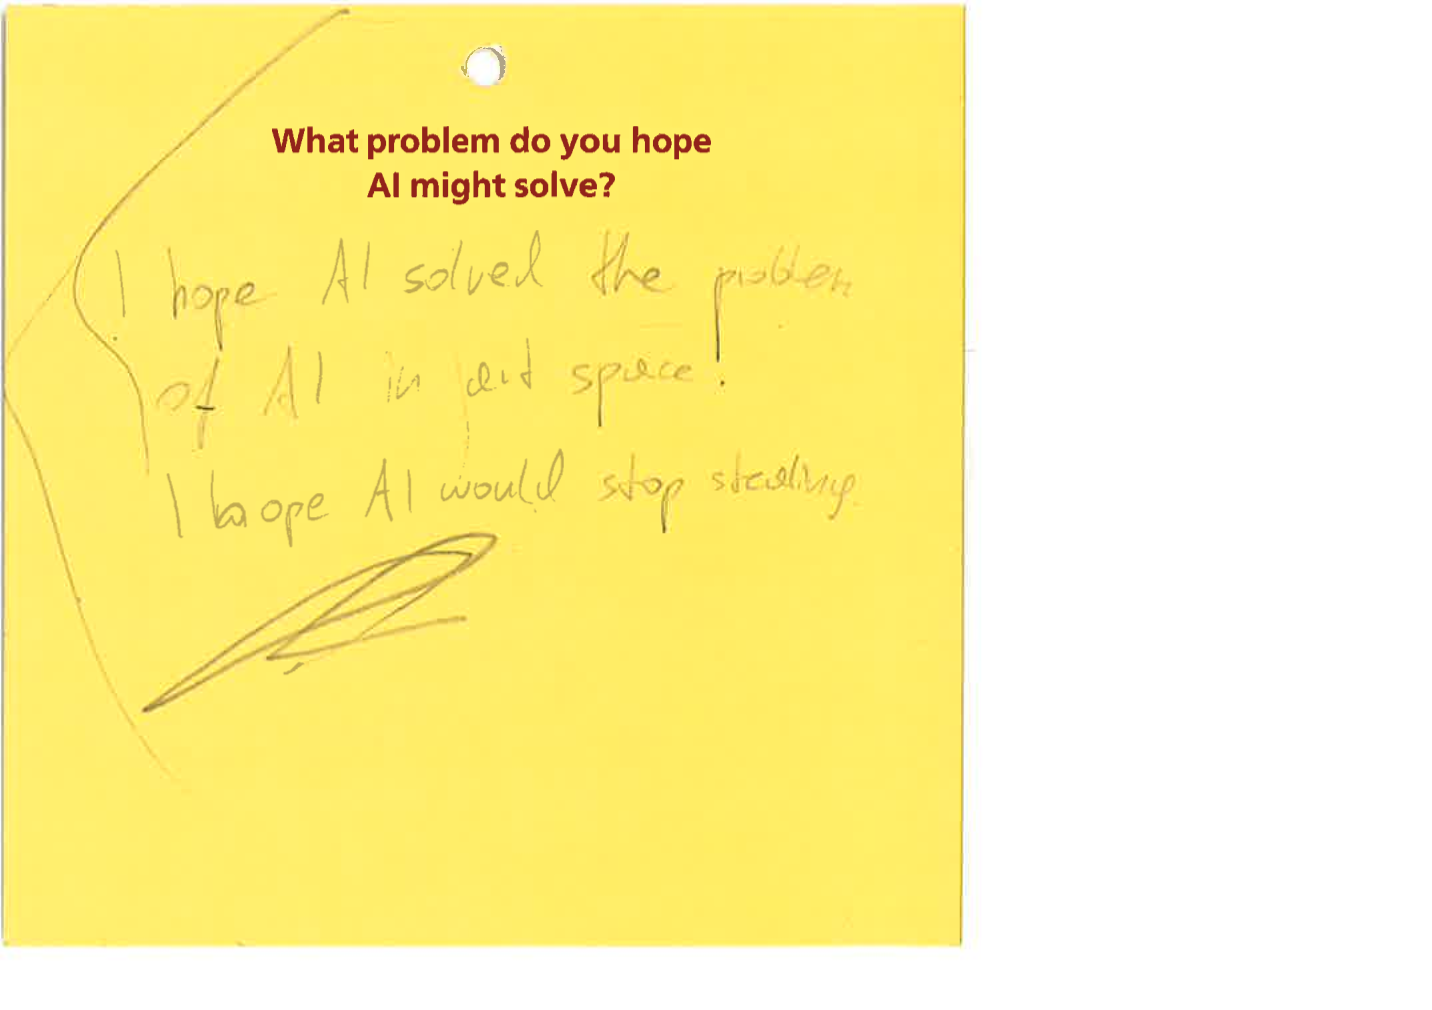 What problem do you hope
AI might solve?
I hope AI solved the problem
of AI in art space!
I hope AI would stop stealing.